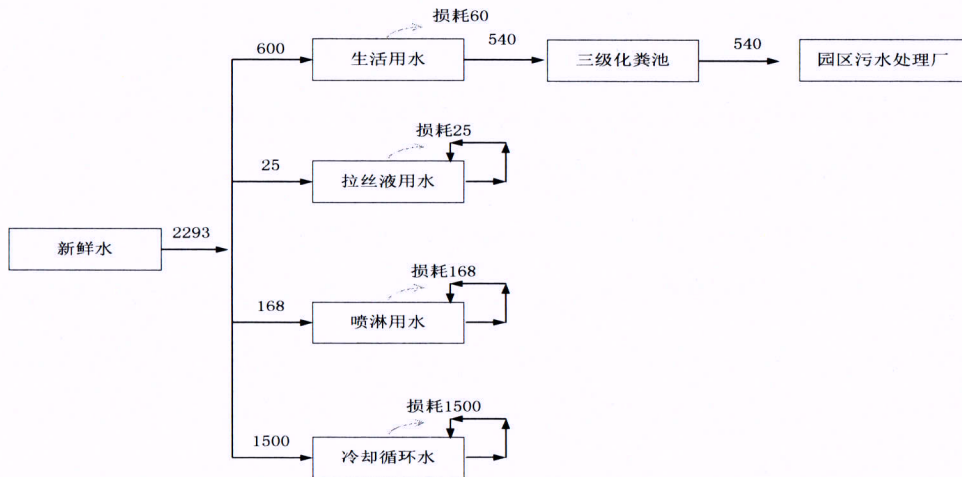 损耗60
600
生活用水
540
三级化粪池
540
园区污水处理厂
损耗25
25
拉丝液用水
新鲜水
2293
损耗168
168
喷淋用水
损耗1500
1500
冷却循环水